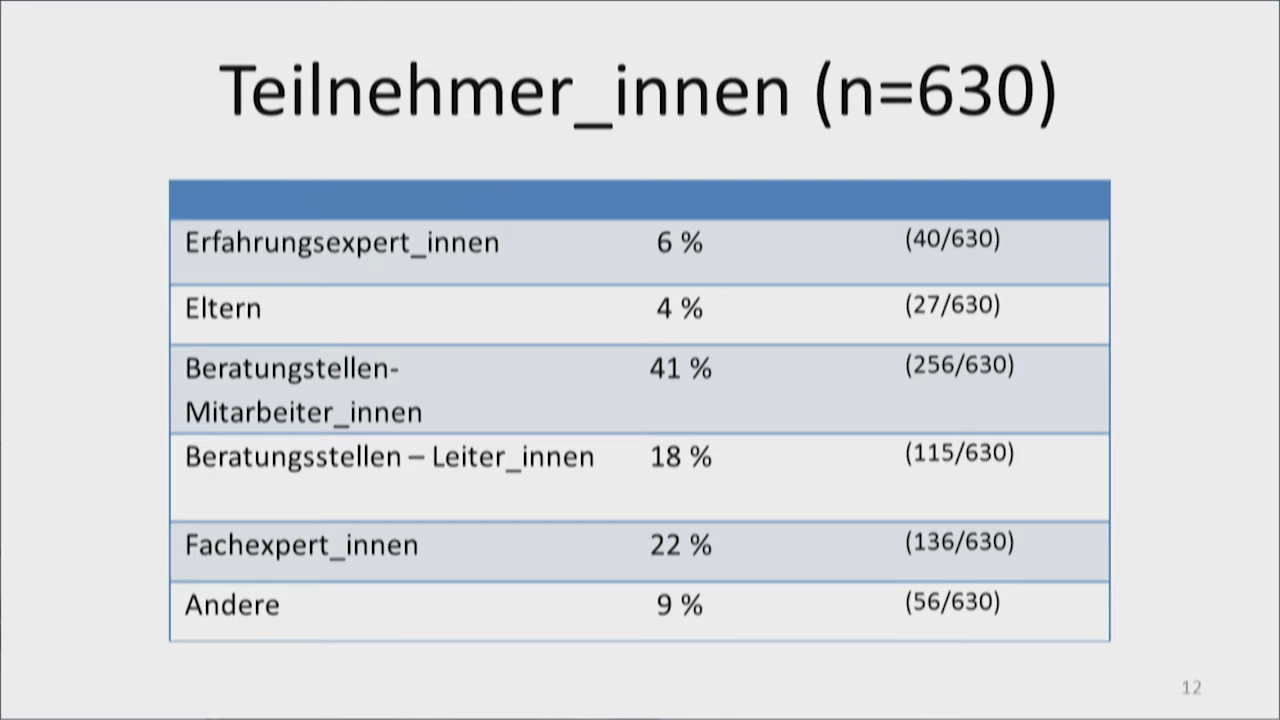 Teilnehmer_innen (n=630)
Erfahrungsexpert_innen 6 % (40/630)
Eltern 4 % (27/630)
Beratungstellen- 41 % (256/630)
Mitarbeiter_innen
Beratungsstellen – Leiter_innen 18 % (115/630)
Fachexpert_innen 22 % (136/630)
Andere 9 % (56/630)
12